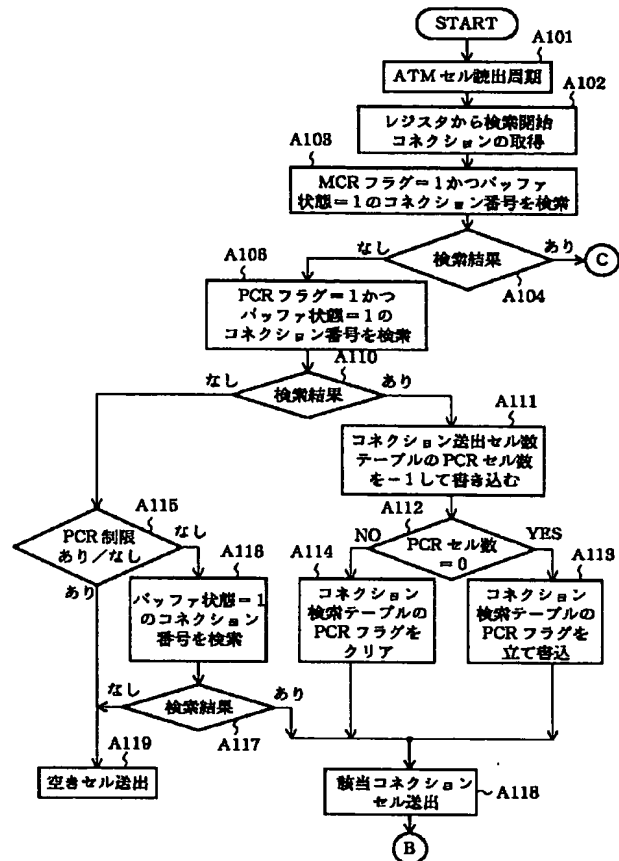 START
A101
ATMセル読出周期
A102
レジスタから検索開始
コネクションの取得
A103
MCRフラグ=1かつバッファ
状態=1のコネクション番号を検索
なし
検索結果
あり
C
A104
A106
PCRフラグ=1かつ
バッファ状態=1の
コネクション番号を検索
A110
なし
検索結果
あり
A111
コネクション送出セル数
テーブルのPCRセル数
を-1して書き込む
A115
PCR制限
あり/なし
なし
あり
A112
NO
PCRセル数
=0
YES
A116
バッファ状態=1
のコネクション
番号を検索
A114
コネクション
検索テーブルの
PCRフラグを
クリア
A113
コネクション
検索テーブルの
PCRフラグを
立て書込
なし
検索結果
あり
A117
A119
空きセル送出
該当コネクション
セル送出
A118
B